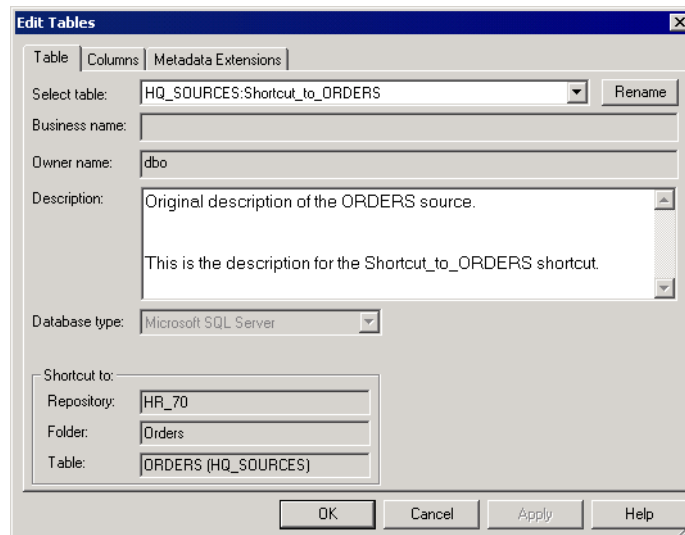 Edit Tables
Table Columns Metadata Extensions
Select table: HQ_SOURCES:Shortcut_to_ORDERS Rename
Business name:
Owner name: dbo
Description: Original description of the ORDERS source.
This is the description for the Shortcut_to_ORDERS shortcut.
Database type: Microsoft SQL Server
Shortcut to:
Repository: HR_70
Folder: Orders
Table: ORDERS (HQ_SOURCES)
OK Cancel Apply Help